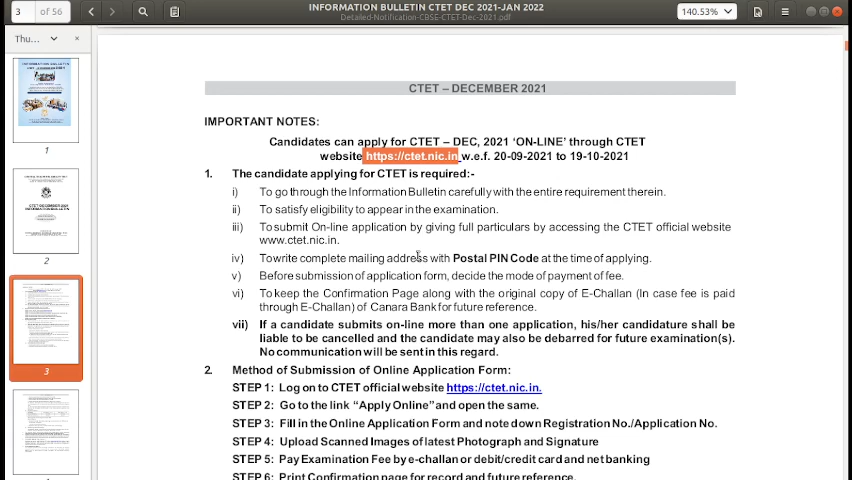 3 of 56
INFORMATION BULLETIN CTET DEC 2021-JAN 2022
Detailed-Notification-CBSE-CTET-Dec-2021.pdf
140.53%
Thu...
1
2
3
CTET – DECEMBER 2021
IMPORTANT NOTES:
Candidates can apply for CTET – DEC, 2021 ‘ON-LINE’ through CTET
website https://ctet.nic.in w.e.f. 20-09-2021 to 19-10-2021
1. The candidate applying for CTET is required:-
i) To go through the Information Bulletin carefully with the entire requirement therein.
ii) To satisfy eligibility to appear in the examination.
iii) To submit On-line application by giving full particulars by accessing the CTET official website
www.ctet.nic.in.
iv) To write complete mailing address with Postal PIN Code at the time of applying.
v) Before submission of application form, decide the mode of payment of fee.
vi) To keep the Confirmation Page along with the original copy of E-Challan (In case fee is paid
through E-Challan) of Canara Bank for future reference.
vii) If a candidate submits on-line more than one application, his/her candidature shall be
liable to be cancelled and the candidate may also be debarred for future examination(s).
No communication will be sent in this regard.
2. Method of Submission of Online Application Form:
STEP 1: Log on to CTET official website https://ctet.nic.in.
STEP 2: Go to the link “Apply Online” and open the same.
STEP 3: Fill in the Online Application Form and note down Registration No./Application No.
STEP 4: Upload Scanned Images of latest Photograph and Signature
STEP 5: Pay Examination Fee by e-challan or debit/credit card and net banking
STEP 6: Print Confirmation page for record and future reference.